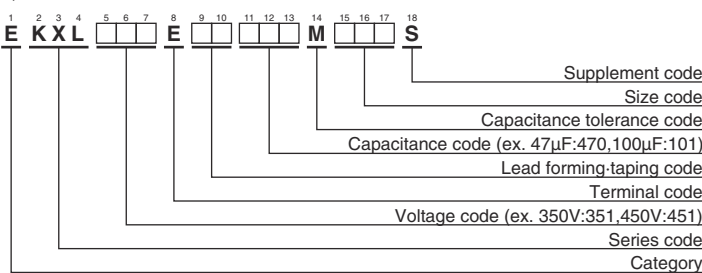 1 2 3 4 5 6 7 8 9 10 11 12 13 14 15 16 17 18
E KXL E M S
Supplement code
Size code
Capacitance tolerance code
Capacitance code (ex. 47µF:470,100µF:101)
Lead forming·taping code
Terminal code
Voltage code (ex. 350V:351,450V:451)
Series code
Category